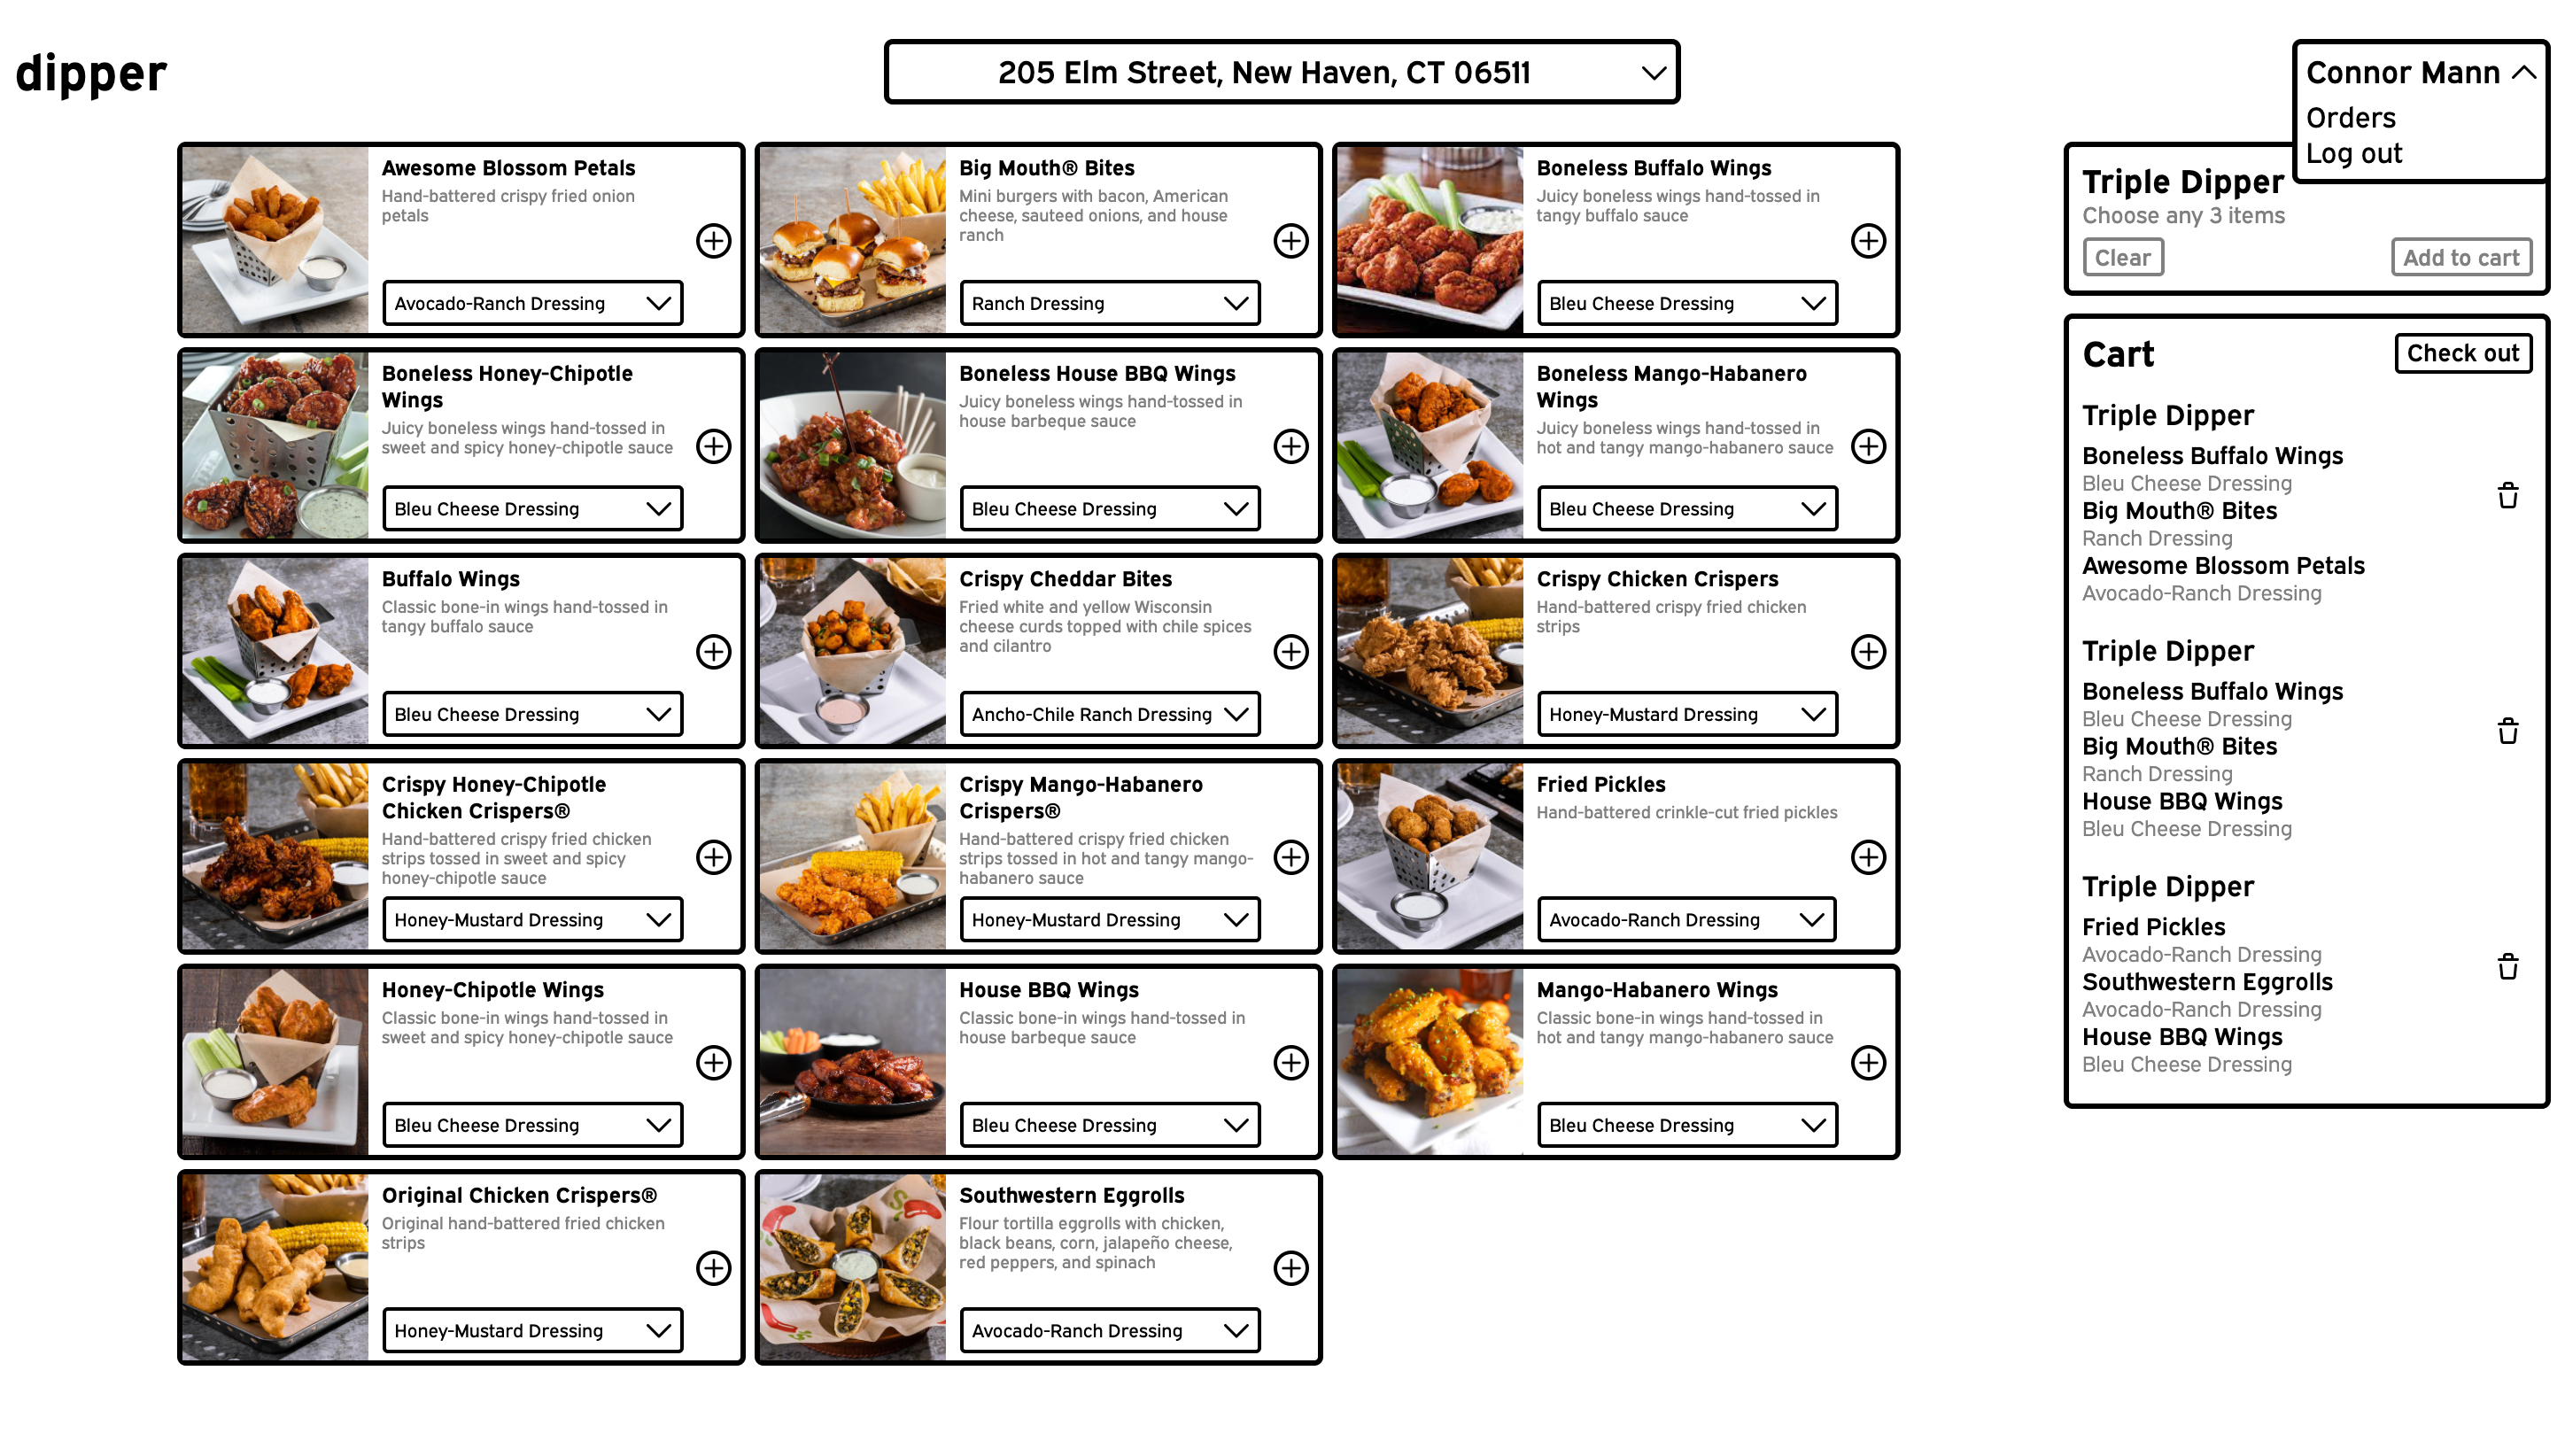 dipper
205 Elm Street, New Haven, CT 06511
Connor Mann
Orders
Log out
Awesome Blossom Petals
Hand-battered crispy fried onion
petals
Avocado-Ranch Dressing
Big Mouth® Bites
Mini burgers with bacon, American
cheese, sauteed onions, and house
ranch
Ranch Dressing
Boneless Buffalo Wings
Juicy boneless wings hand-tossed in
tangy buffalo sauce
Bleu Cheese Dressing
Boneless Honey-Chipotle
Wings
Juicy boneless wings hand-tossed in
sweet and spicy honey-chipotle sauce
Bleu Cheese Dressing
Boneless House BBQ Wings
Juicy boneless wings hand-tossed in
house barbeque sauce
Bleu Cheese Dressing
Boneless Mango-Habanero
Wings
Juicy boneless wings hand-tossed in
hot and tangy mango-habanero sauce
Bleu Cheese Dressing
Buffalo Wings
Classic bone-in wings hand-tossed in
tangy buffalo sauce
Bleu Cheese Dressing
Crispy Cheddar Bites
Fried white and yellow Wisconsin
cheese curds topped with chile spices
and cilantro
Ancho-Chile Ranch Dressing
Crispy Chicken Crispers
Hand-battered crispy fried chicken
strips
Honey-Mustard Dressing
Crispy Honey-Chipotle
Chicken Crispers®
Hand-battered crispy fried chicken
strips tossed in sweet and spicy
honey-chipotle sauce
Honey-Mustard Dressing
Crispy Mango-Habanero
Crispers®
Hand-battered crispy fried chicken
strips tossed in hot and tangy mango-
habanero sauce
Honey-Mustard Dressing
Fried Pickles
Hand-battered crinkle-cut fried pickles
Avocado-Ranch Dressing
Honey-Chipotle Wings
Classic bone-in wings hand-tossed in
sweet and spicy honey-chipotle sauce
Bleu Cheese Dressing
House BBQ Wings
Classic bone-in wings hand-tossed in
house barbeque sauce
Bleu Cheese Dressing
Mango-Habanero Wings
Classic bone-in wings hand-tossed in
hot and tangy mango-habanero sauce
Bleu Cheese Dressing
Original Chicken Crispers®
Original hand-battered fried chicken
strips
Honey-Mustard Dressing
Southwestern Eggrolls
Flour tortilla eggrolls with chicken,
black beans, corn, jalapeño cheese,
red peppers, and spinach
Avocado-Ranch Dressing
Triple Dipper
Choose any 3 items
Clear
Add to cart
Cart
Check out
Triple Dipper
Boneless Buffalo Wings
Bleu Cheese Dressing
Big Mouth® Bites
Ranch Dressing
Awesome Blossom Petals
Avocado-Ranch Dressing
Triple Dipper
Boneless Buffalo Wings
Bleu Cheese Dressing
Big Mouth® Bites
Ranch Dressing
House BBQ Wings
Bleu Cheese Dressing
Triple Dipper
Fried Pickles
Avocado-Ranch Dressing
Southwestern Eggrolls
Avocado-Ranch Dressing
House BBQ Wings
Bleu Cheese Dressing